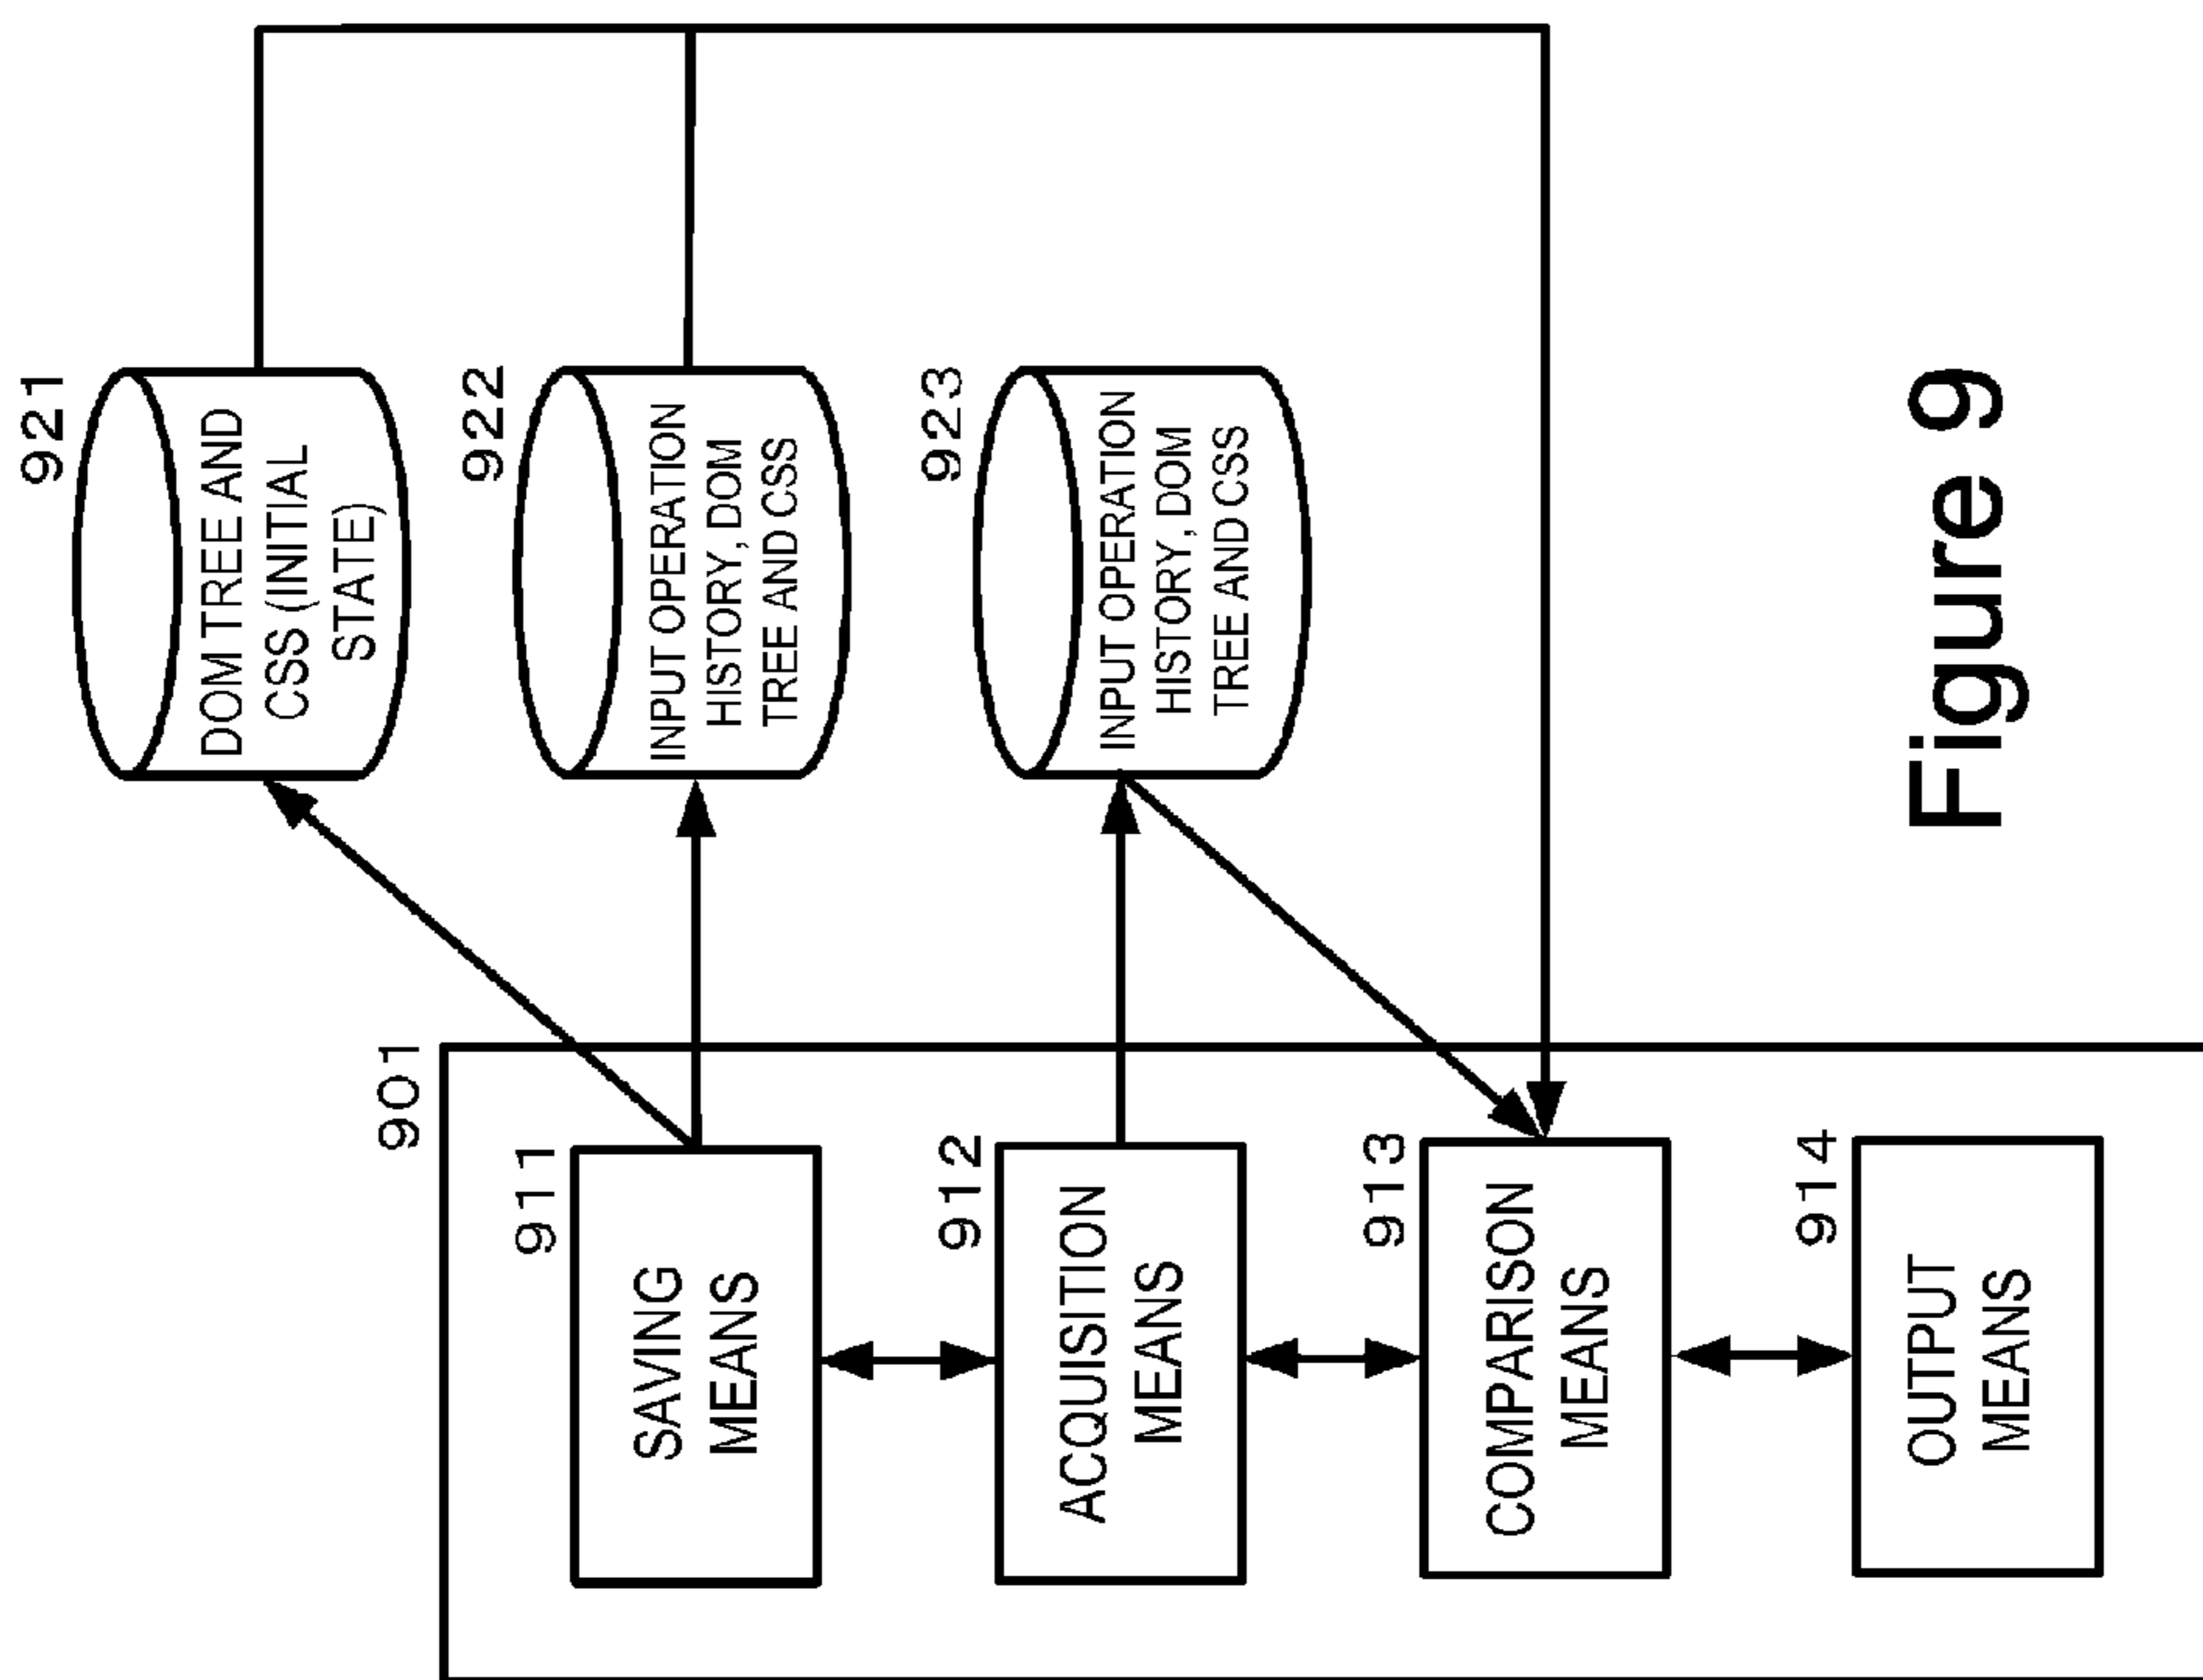 901
911
SAVING
MEANS
912
ACQUISITION
MEANS
913
COMPARISON
MEANS
914
OUTPUT
MEANS
921
DOM TREE AND
CSS (INITIAL
STATE)
922
INPUT OPERATION
HISTORY, DOM
TREE AND CSS
923
INPUT OPERATION
HISTORY, DOM
TREE AND CSS
Figure 9